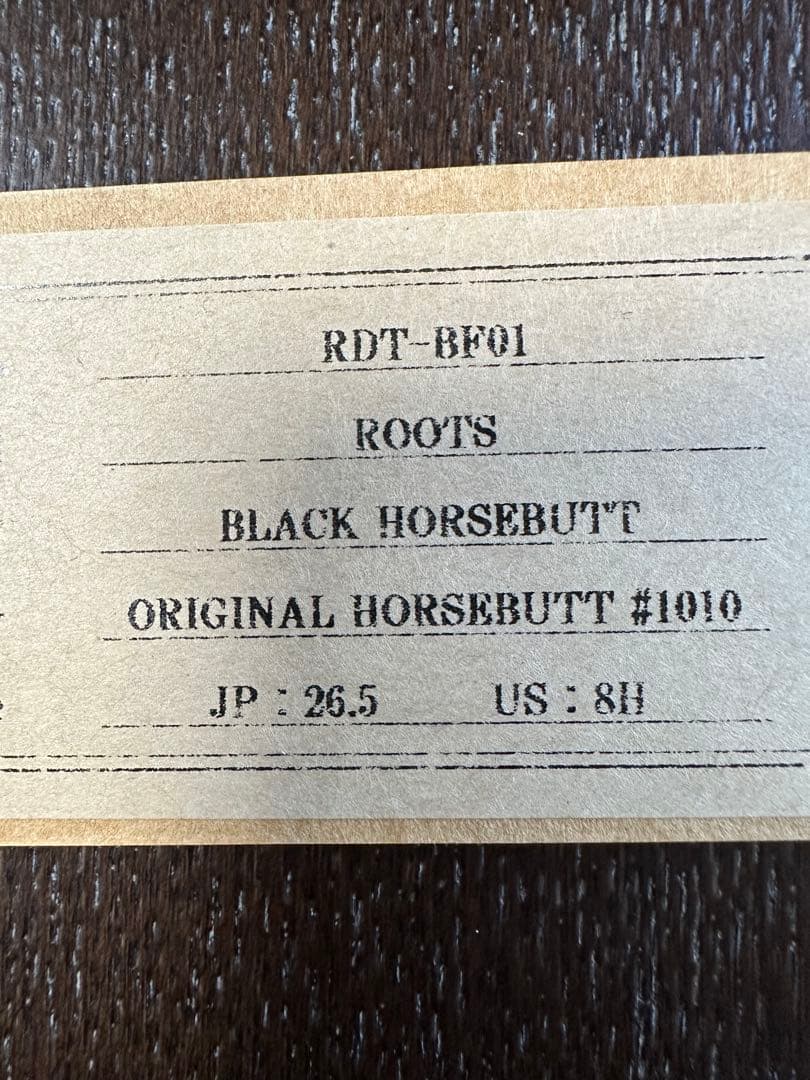 RDT-BF01
ROOTS
BLACK HORSEBUTT
ORIGINAL HORSEBUTT #1010
JP : 26.5 US : 8H